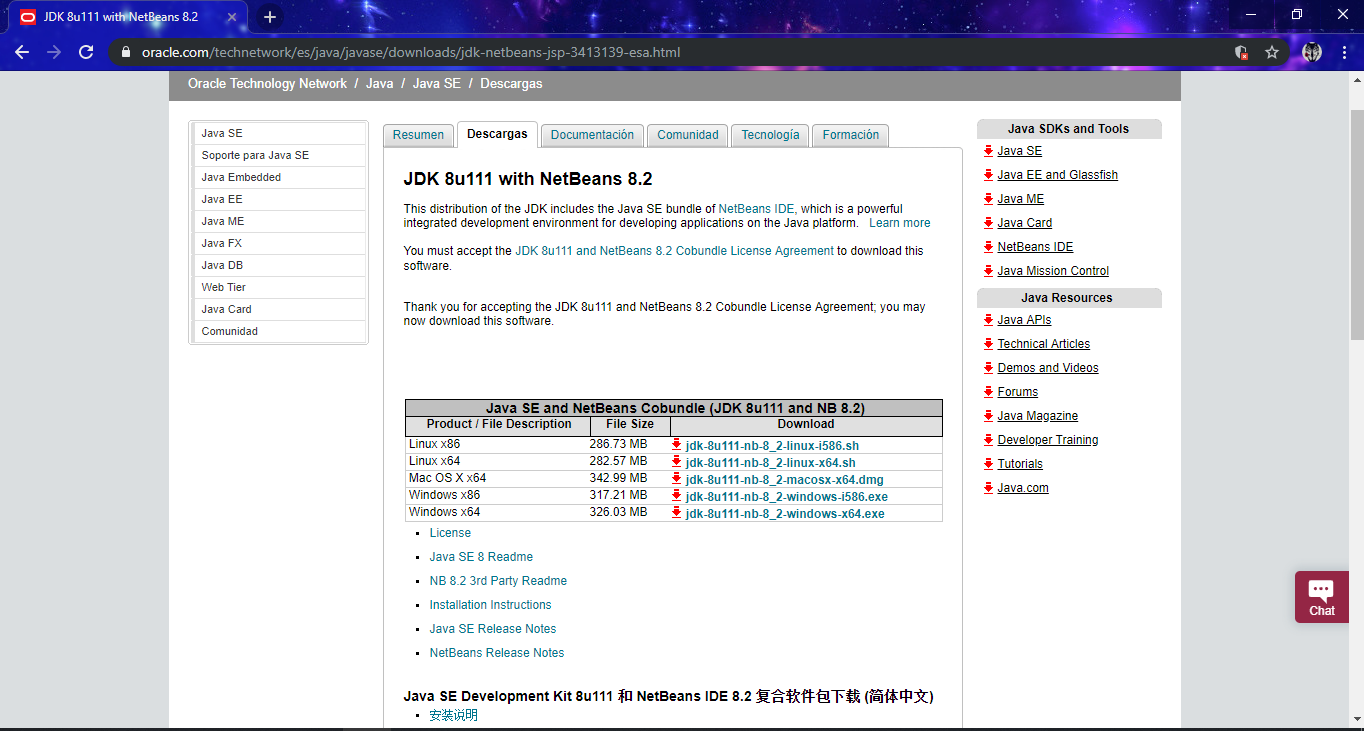 JDK 8u111 with NetBeans 8.2
oracle.com/technetwork/es/java/javase/downloads/jdk-netbeans-jsp-3413139-esa.html
Oracle Technology Network / Java / Java SE / Descargas
Java SE
Soporte para Java SE
Java Embedded
Java EE
Java ME
Java FX
Java DB
Web Tier
Java Card
Comunidad
Resumen
Descargas
Documentación
Comunidad
Tecnología
Formación
JDK 8u111 with NetBeans 8.2
This distribution of the JDK includes the Java SE bundle of NetBeans IDE, which is a powerful
integrated development environment for developing applications on the Java platform. Learn more
You must accept the JDK 8u111 and NetBeans 8.2 Cobundle License Agreement to download this
software.
Thank you for accepting the JDK 8u111 and NetBeans 8.2 Cobundle License Agreement; you may
now download this software.
Java SE and NetBeans Cobundle (JDK 8u111 and NB 8.2)
Product / File Description File Size Download
Linux x86 286.73 MB jdk-8u111-nb-8_2-linux-i586.sh
Linux x64 282.57 MB jdk-8u111-nb-8_2-linux-x64.sh
Mac OS X x64 342.99 MB jdk-8u111-nb-8_2-macosx-x64.dmg
Windows x86 317.21 MB jdk-8u111-nb-8_2-windows-i586.exe
Windows x64 326.03 MB jdk-8u111-nb-8_2-windows-x64.exe
License
Java SE 8 Readme
NB 8.2 3rd Party Readme
Installation Instructions
Java SE Release Notes
NetBeans Release Notes
Java SE Development Kit 8u111 和 NetBeans IDE 8.2 复合软件包下载 (简体中文)
安装说明
Java SDKs and Tools
Java SE
Java EE and Glassfish
Java ME
Java Card
NetBeans IDE
Java Mission Control
Java Resources
Java APIs
Technical Articles
Demos and Videos
Forums
Java Magazine
Developer Training
Tutorials
Java.com
Chat